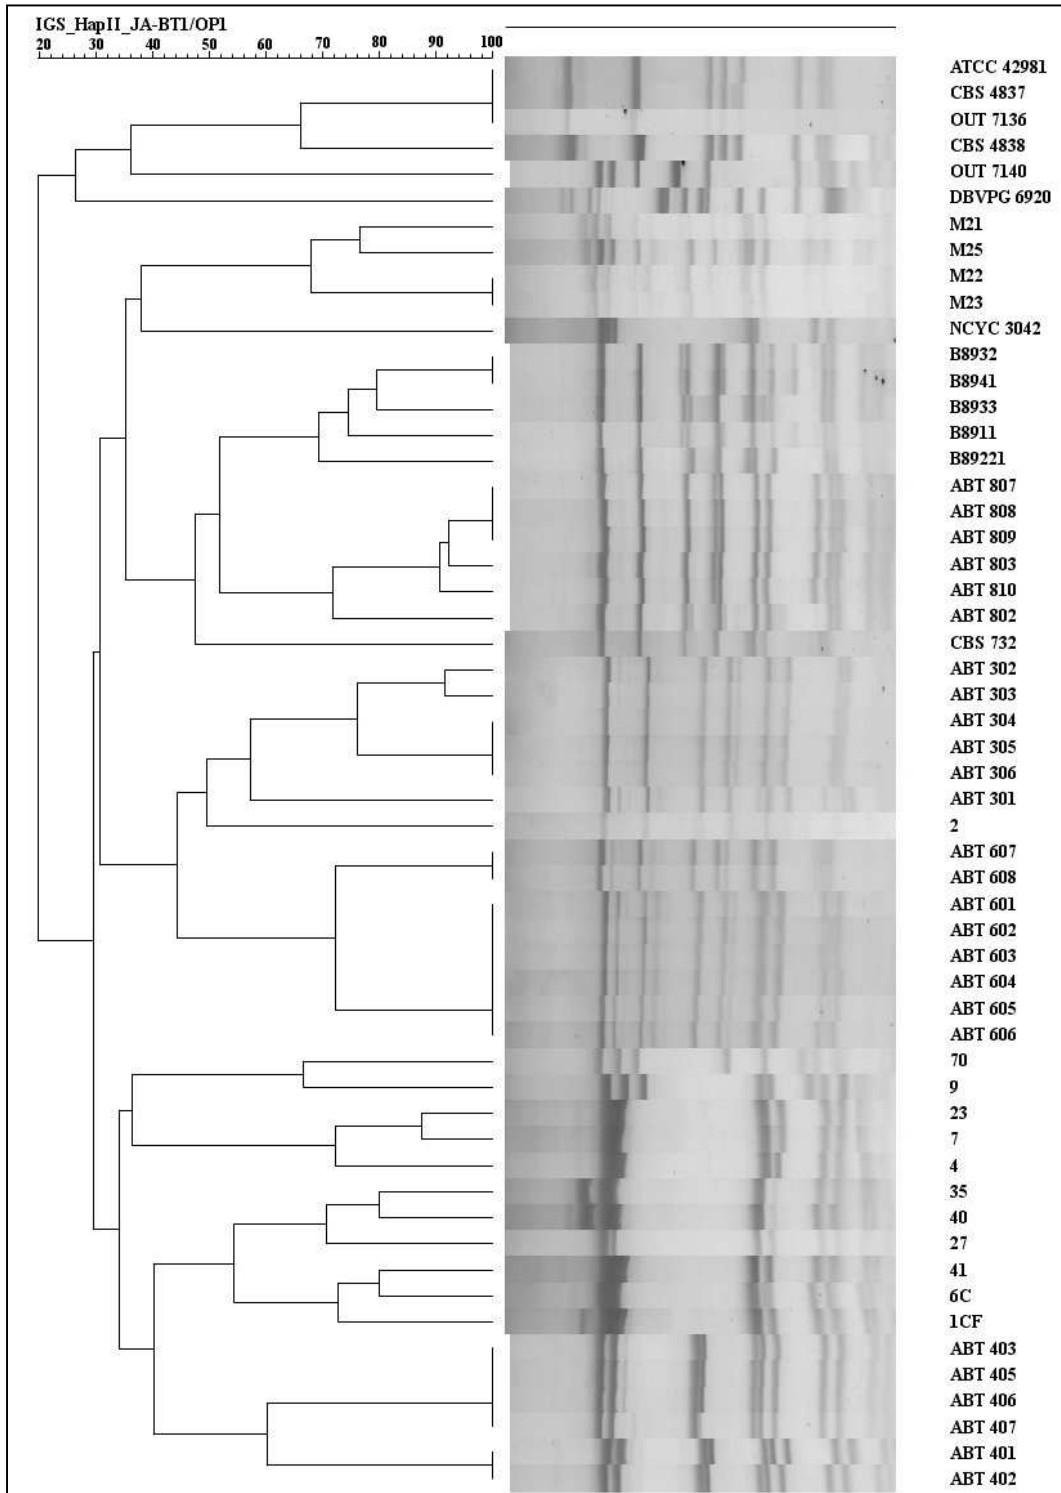 IGS_HapII_JA-BT1/OP1
20 30 40 50 60 70 80 90 100
ATCC 42981
CBS 4837
OUT 7136
CBS 4838
OUT 7140
DBVPG 6920
M21
M25
M22
M23
NCYC 3042
B8932
B8941
B8933
B8911
B89221
ABT 807
ABT 808
ABT 809
ABT 803
ABT 810
ABT 802
CBS 732
ABT 302
ABT 303
ABT 304
ABT 305
ABT 306
ABT 301
2
ABT 607
ABT 608
ABT 601
ABT 602
ABT 603
ABT 604
ABT 605
ABT 606
70
9
23
7
4
35
40
27
41
6C
1CF
ABT 403
ABT 405
ABT 406
ABT 407
ABT 401
ABT 402